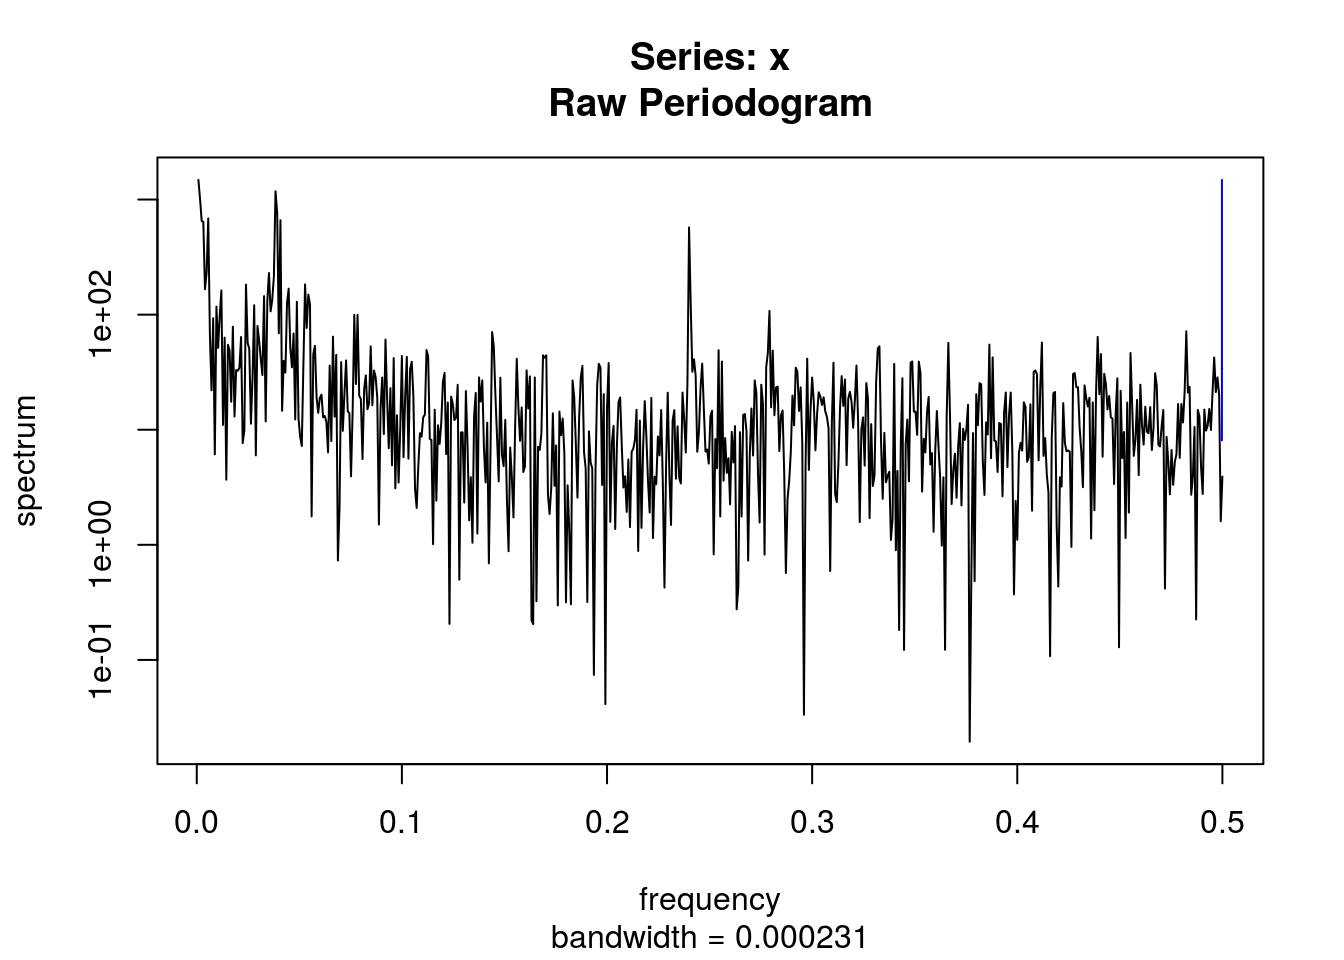 Series: x
Raw Periodogram
spectrum
1e+02
1e+00
1e-01
0.0 0.1 0.2 0.3 0.4 0.5
frequency
bandwidth = 0.000231